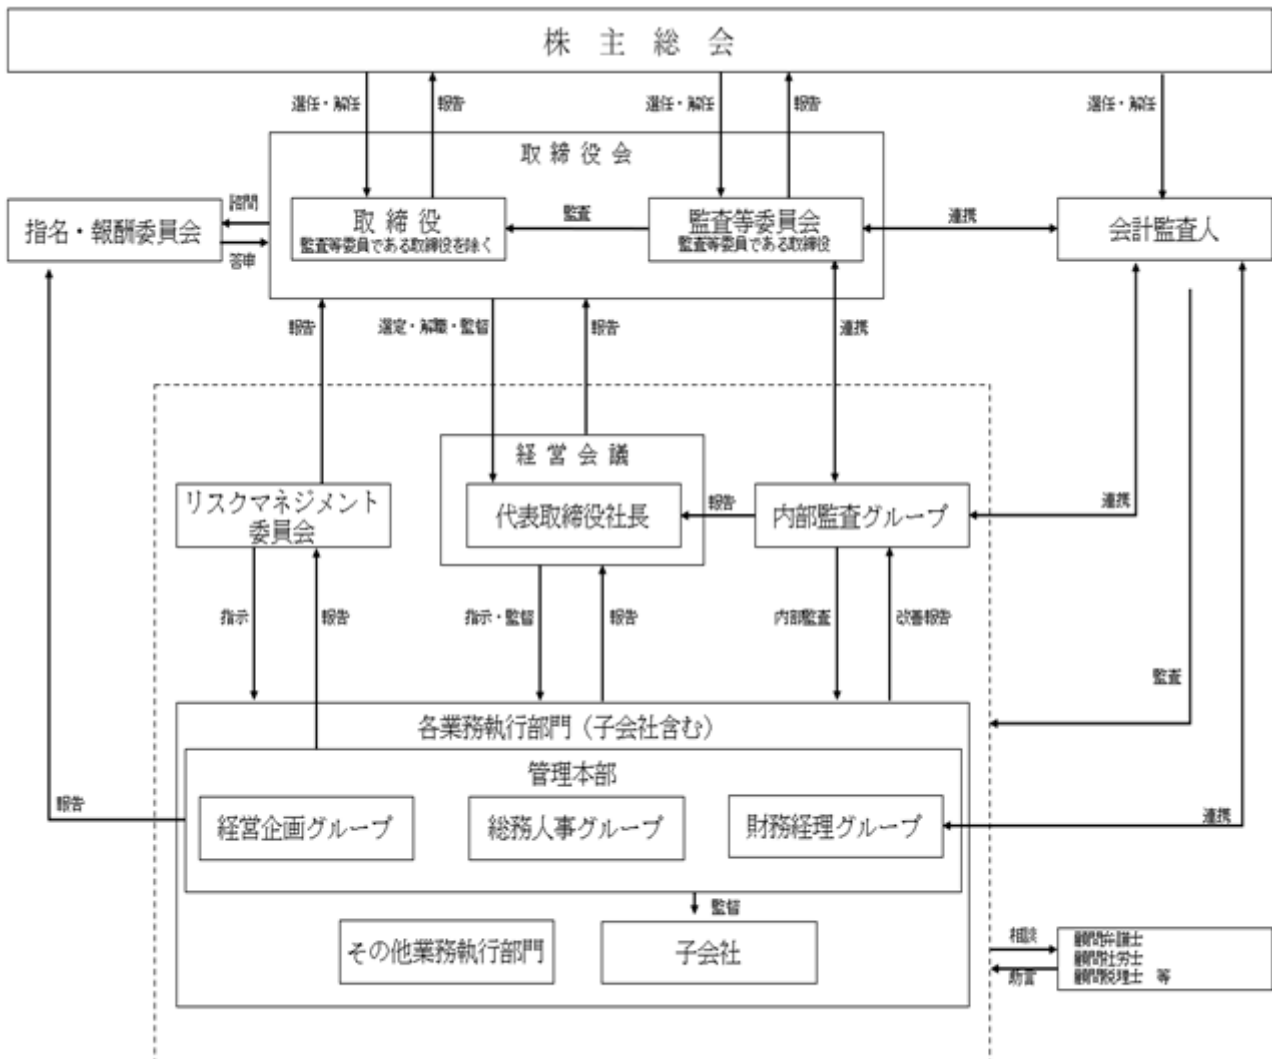 株主総会
選任・解任
報告
選任・解任
報告
選任・解任
取締役会
諮問
指名・報酬委員会
答申
取締役
監査等委員である取締役を除く
監査
監査等委員会
監査等委員である取締役
連携
会計監査人
報告
選定・解職・監督
報告
連携
経営会議
リスクマネジメント
委員会
代表取締役社長
報告
内部監査グループ
連携
指示
報告
指示・監督
報告
内部監査
改善報告
監査
各業務執行部門（子会社含む）
管理本部
報告
経営企画グループ
総務人事グループ
財務経理グループ
連携
監督
その他業務執行部門
子会社
相談
助言
顧問弁護士
顧問社労士
顧問税理士　等